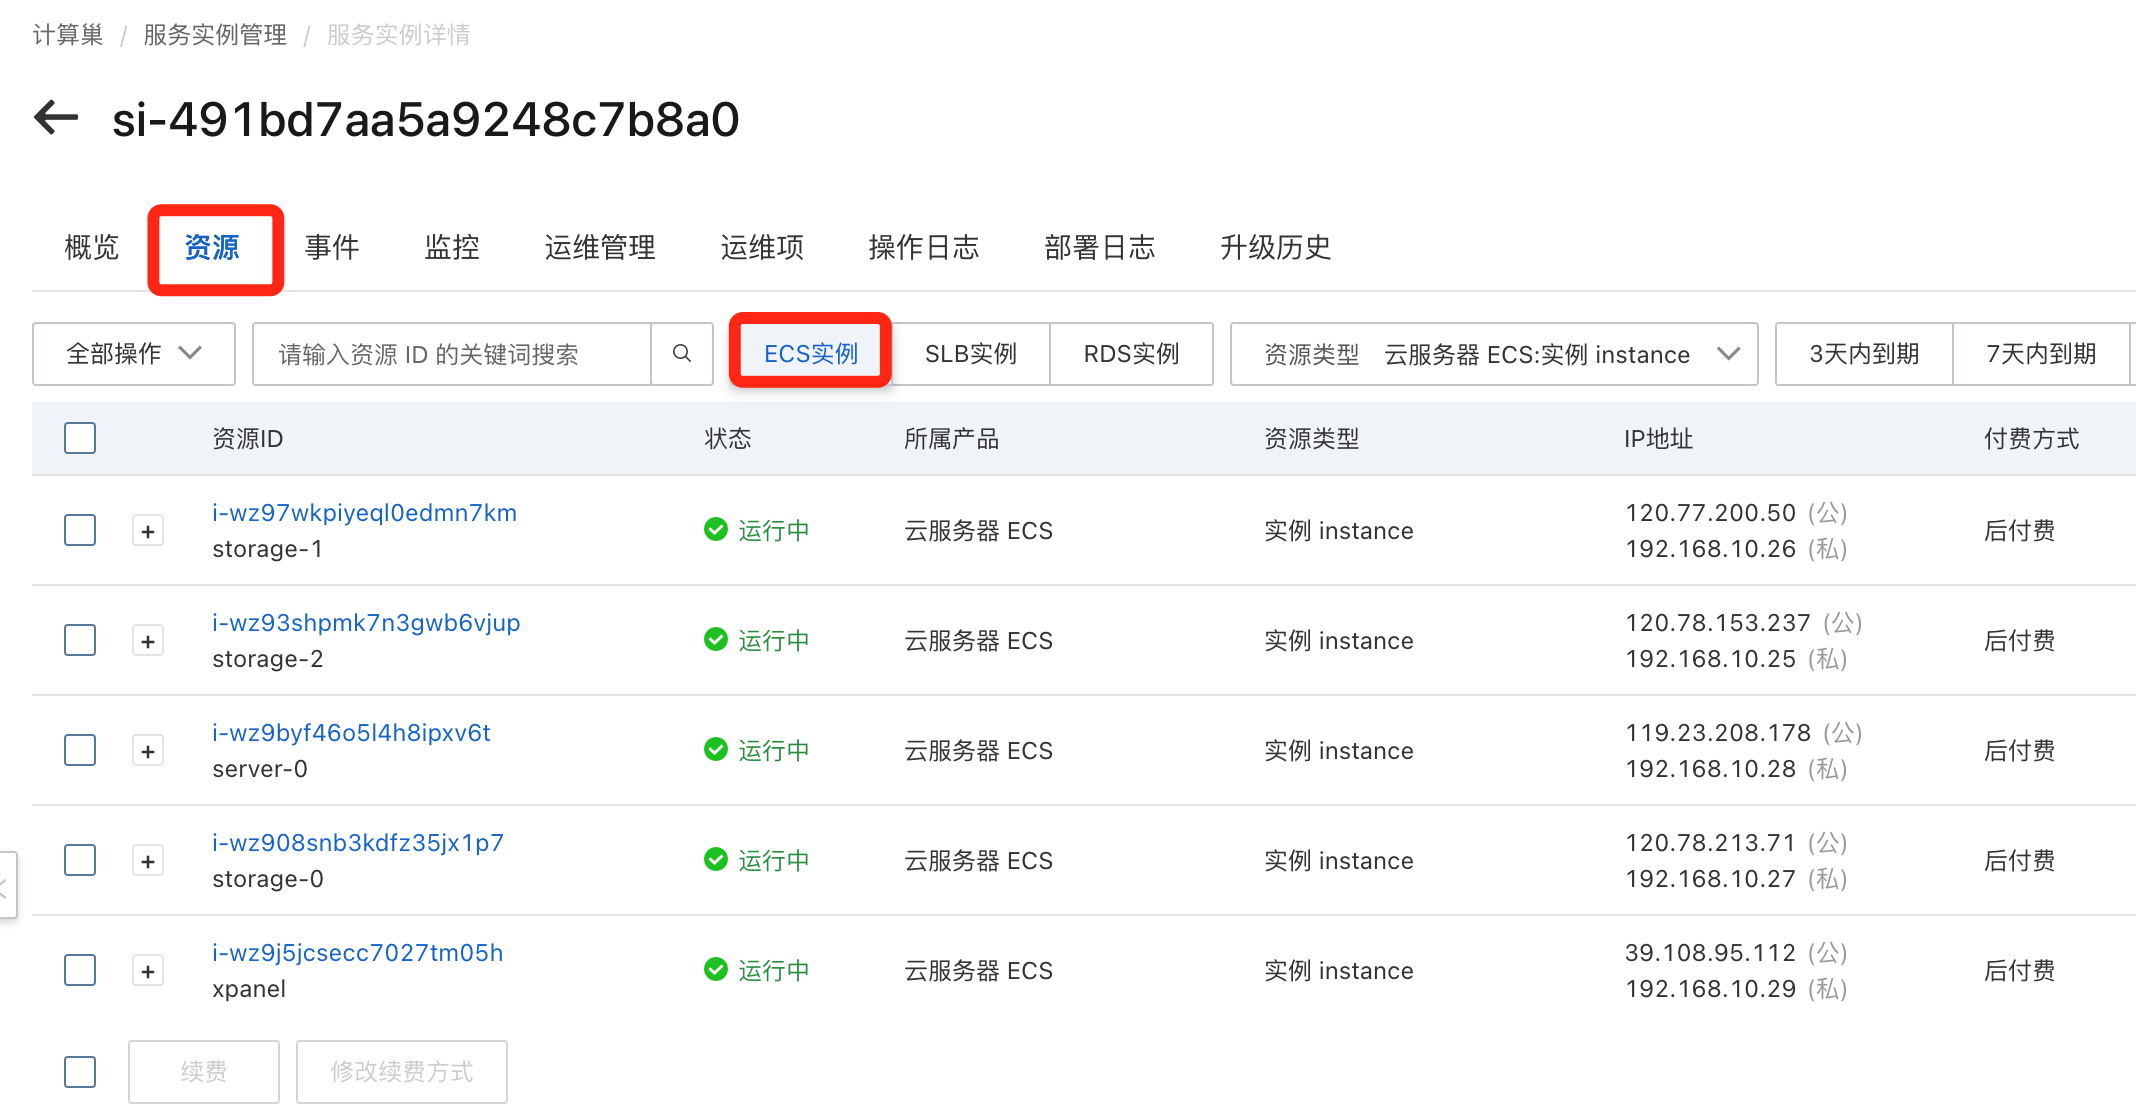 计算巢 / 服务实例管理 / 服务实例详情
si-491bd7aa5a9248c7b8a0
概览 资源 事件 监控 运维管理 运维项 操作日志 部署日志 升级历史
全部操作 请输入资源 ID 的关键词搜索 ECS实例 SLB实例 RDS实例 资源类型 云服务器 ECS:实例 instance 3天内到期 7天内到期
资源ID 状态 所属产品 资源类型 IP地址 付费方式
i-wz97wkpiyeql0edmn7km 120.77.200.50 (公)
运行中 云服务器 ECS 实例 instance 后付费
storage-1 192.168.10.26 (私)
i-wz93shpmk7n3gwb6vjup 120.78.153.237 (公)
运行中 云服务器 ECS 实例 instance 后付费
storage-2 192.168.10.25 (私)
i-wz9byf46o5l4h8ipxv6t 119.23.208.178 (公)
运行中 云服务器 ECS 实例 instance 后付费
server-0 192.168.10.28 (私)
i-wz908snb3kdfz35jx1p7 120.78.213.71 (公)
运行中 云服务器 ECS 实例 instance 后付费
storage-0 192.168.10.27 (私)
i-wz9j5jcsecc7027tm05h 39.108.95.112 (公)
运行中 云服务器 ECS 实例 instance 后付费
xpanel 192.168.10.29 (私)
续费 修改续费方式